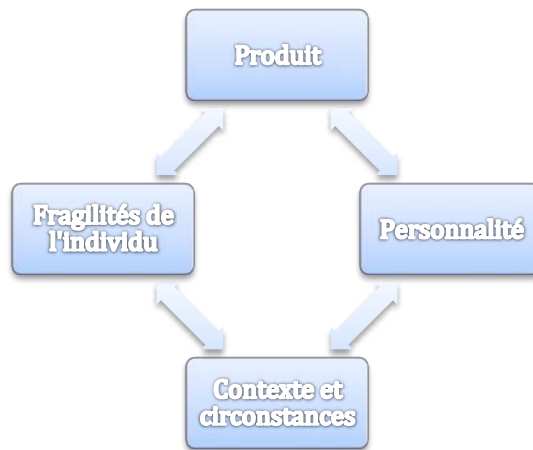 Produit
Fragilités de
l'individu
Personnalité
Contexte et
circonstances